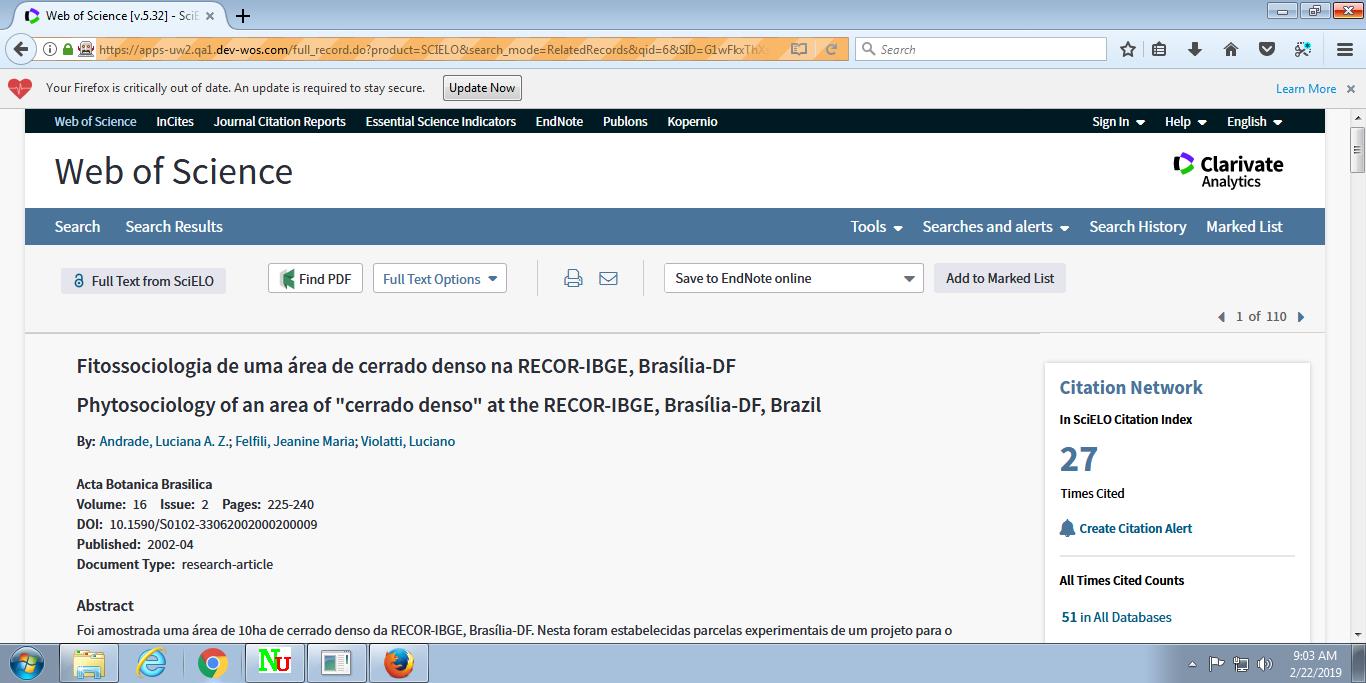 Web of Science [v.5.32] - SciE
https://apps-uw2.qa1.dev-wos.com/full_record.do?product=SCIELO&search_mode=RelatedRecords&qid=6&SID=G1wFkxThX
Search
Your Firefox is critically out of date. An update is required to stay secure.
Update Now
Learn More
Web of Science InCites Journal Citation Reports Essential Science Indicators EndNote Publons Kopernio
Sign In Help English
Web of Science
Clarivate
Analytics
Search Search Results
Tools Searches and alerts Search History Marked List
Full Text from SciELO
Find PDF
Full Text Options
Save to EndNote online
Add to Marked List
1 of 110
Fitossociologia de uma área de cerrado denso na RECOR-IBGE, Brasília-DF
Phytosociology of an area of "cerrado denso" at the RECOR-IBGE, Brasília-DF, Brazil
By: Andrade, Luciana A. Z.; Felfili, Jeanine Maria; Violatti, Luciano
Acta Botanica Brasilica
Volume: 16 Issue: 2 Pages: 225-240
DOI: 10.1590/S0102-33062002000200009
Published: 2002-04
Document Type: research-article
Abstract
Foi amostrada uma área de 10ha de cerrado denso da RECOR-IBGE, Brasília-DF. Nesta foram estabelecidas parcelas experimentais de um projeto para o
Citation Network
In SciELO Citation Index
27
Times Cited
Create Citation Alert
All Times Cited Counts
51 in All Databases
Nu
9:03 AM
2/22/2019